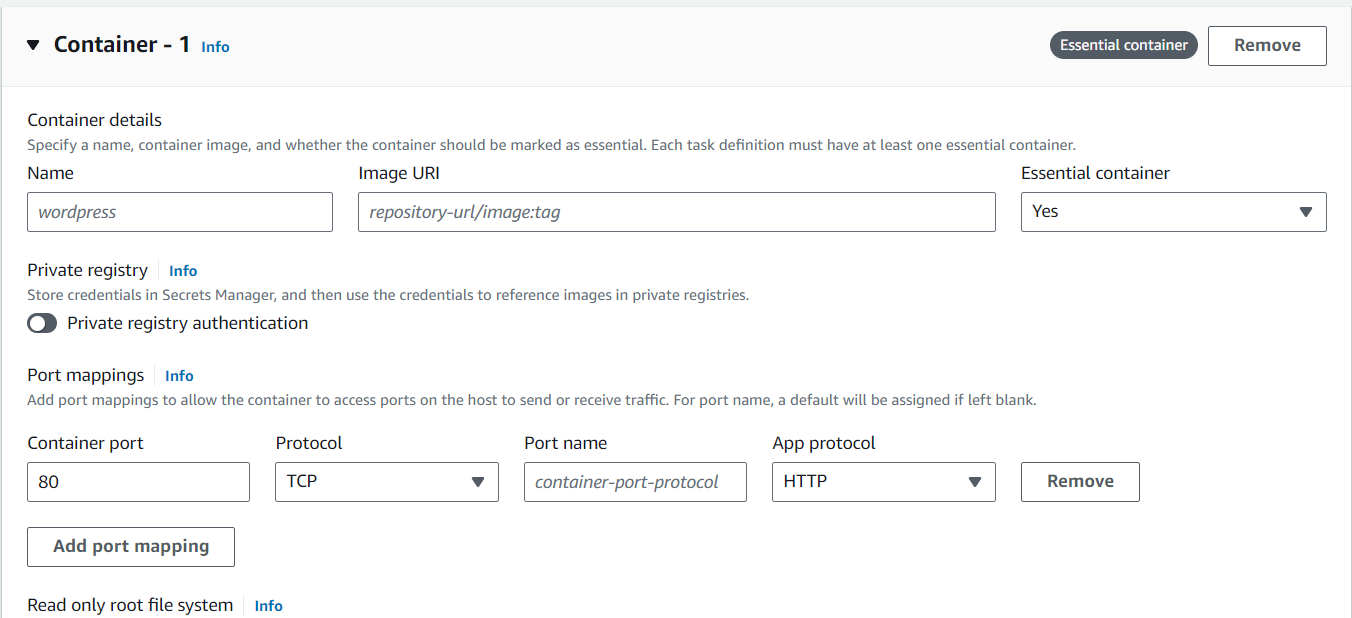 Container - 1 Info Essential container Remove
Container details
Specify a name, container image, and whether the container should be marked as essential. Each task definition must have at least one essential container.
Name Image URI Essential container
wordpress repository-url/image:tag Yes
Private registry Info
Store credentials in Secrets Manager, and then use the credentials to reference images in private registries.
Private registry authentication
Port mappings Info
Add port mappings to allow the container to access ports on the host to send or receive traffic. For port name, a default will be assigned if left blank.
Container port Protocol Port name App protocol
80 TCP container-port-protocol HTTP Remove
Add port mapping
Read only root file system Info